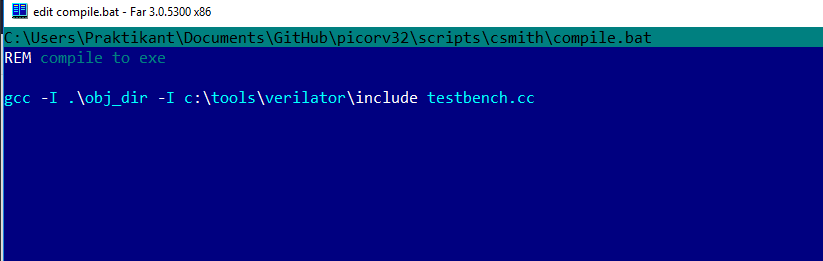 edit compile.bat - Far 3.0.5300 x86
C:\Users\Praktikant\Documents\GitHub\picorv32\scripts\csmith\compile.bat
REM compile to exe
gcc -I .\obj_dir -I c:\tools\verilator\include testbench.cc